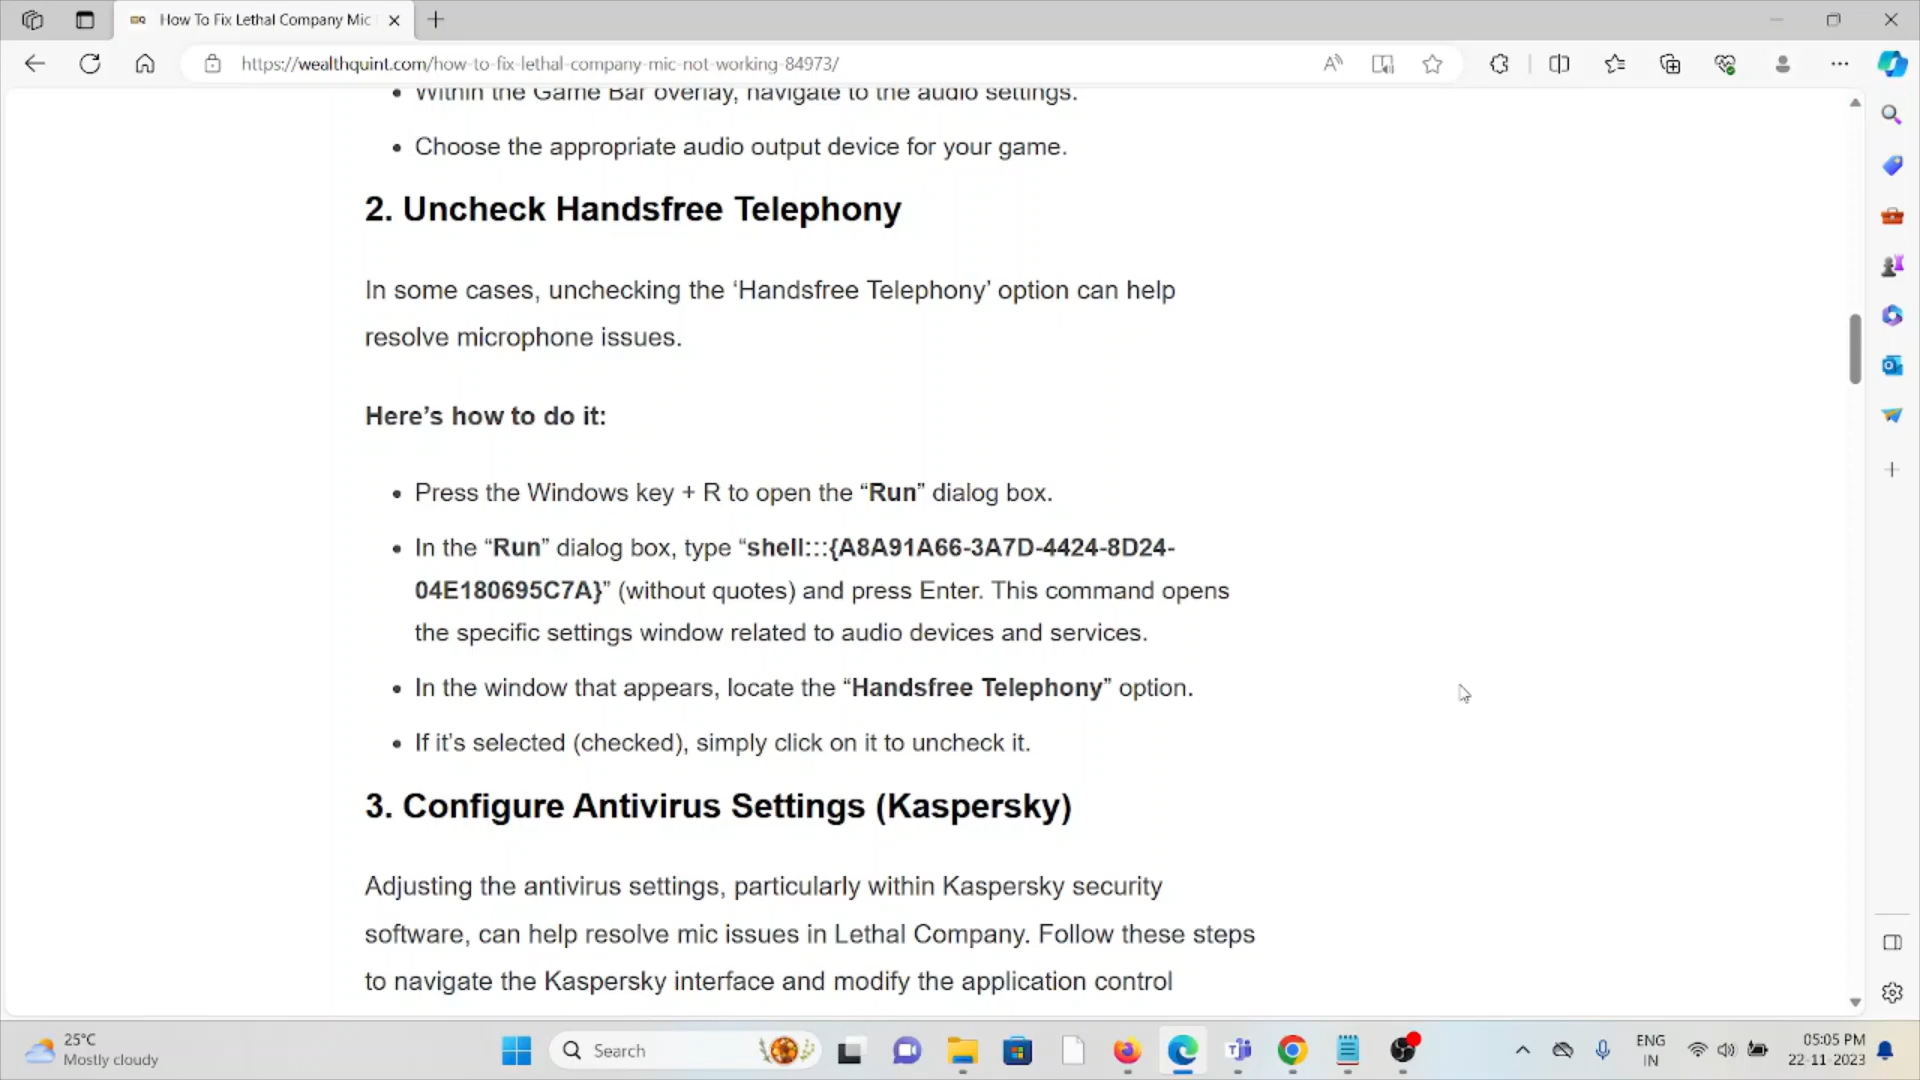 How To Fix Lethal Company Mic
https://wealthquint.com/how-to-fix-lethal-company-mic-not-working-84973/
• Within the Game Bar overlay, navigate to the audio settings.
• Choose the appropriate audio output device for your game.
2. Uncheck Handsfree Telephony
In some cases, unchecking the ‘Handsfree Telephony’ option can help
resolve microphone issues.
Here’s how to do it:
• Press the Windows key + R to open the “Run” dialog box.
• In the “Run” dialog box, type “shell:::{A8A91A66-3A7D-4424-8D24-
04E180695C7A}” (without quotes) and press Enter. This command opens
the specific settings window related to audio devices and services.
• In the window that appears, locate the “Handsfree Telephony” option.
• If it’s selected (checked), simply click on it to uncheck it.
3. Configure Antivirus Settings (Kaspersky)
Adjusting the antivirus settings, particularly within Kaspersky security
software, can help resolve mic issues in Lethal Company. Follow these steps
to navigate the Kaspersky interface and modify the application control
25°C
Mostly cloudy
Search
ENG
IN
05:05 PM
22-11-2023